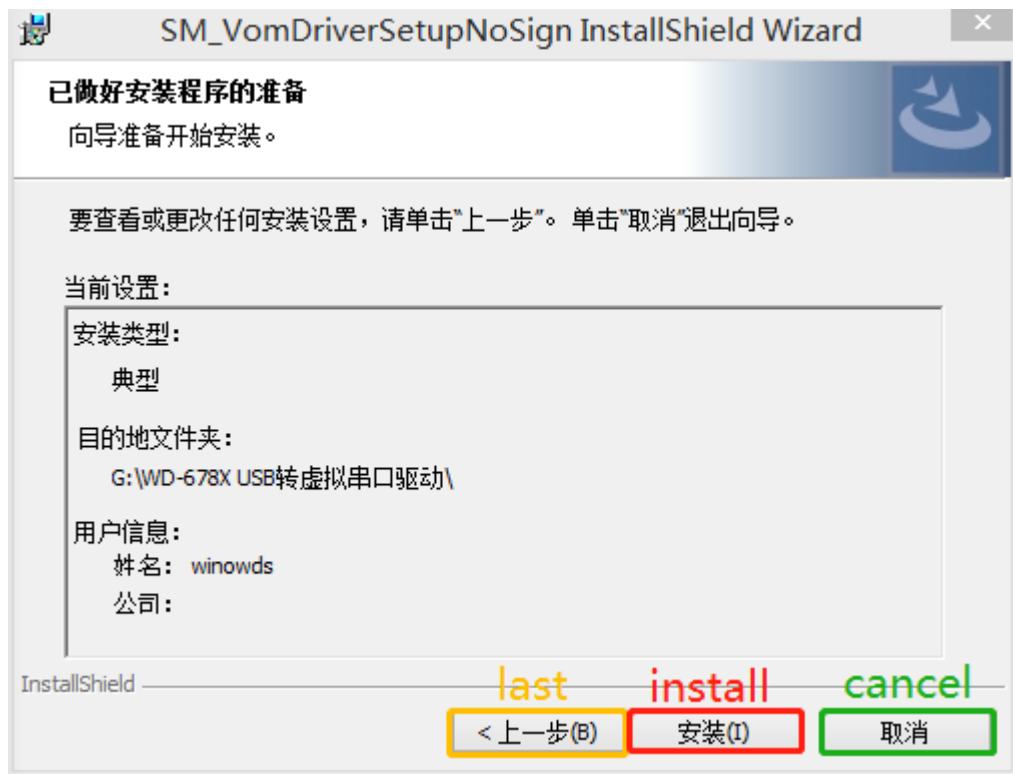 SM_VomDriverSetupNoSign InstallShield Wizard
已做好安装程序的准备
向导准备开始安装。
要查看或更改任何安装设置，请单击“上一步”。 单击“取消”退出向导。
当前设置：
安装类型：
典型
目的地文件夹：
G:\WD-678X USB转虚拟串口驱动\
用户信息：
姓名： winowds
公司：
InstallShield
last install cancel
<上一步(B) 安装(I) 取消